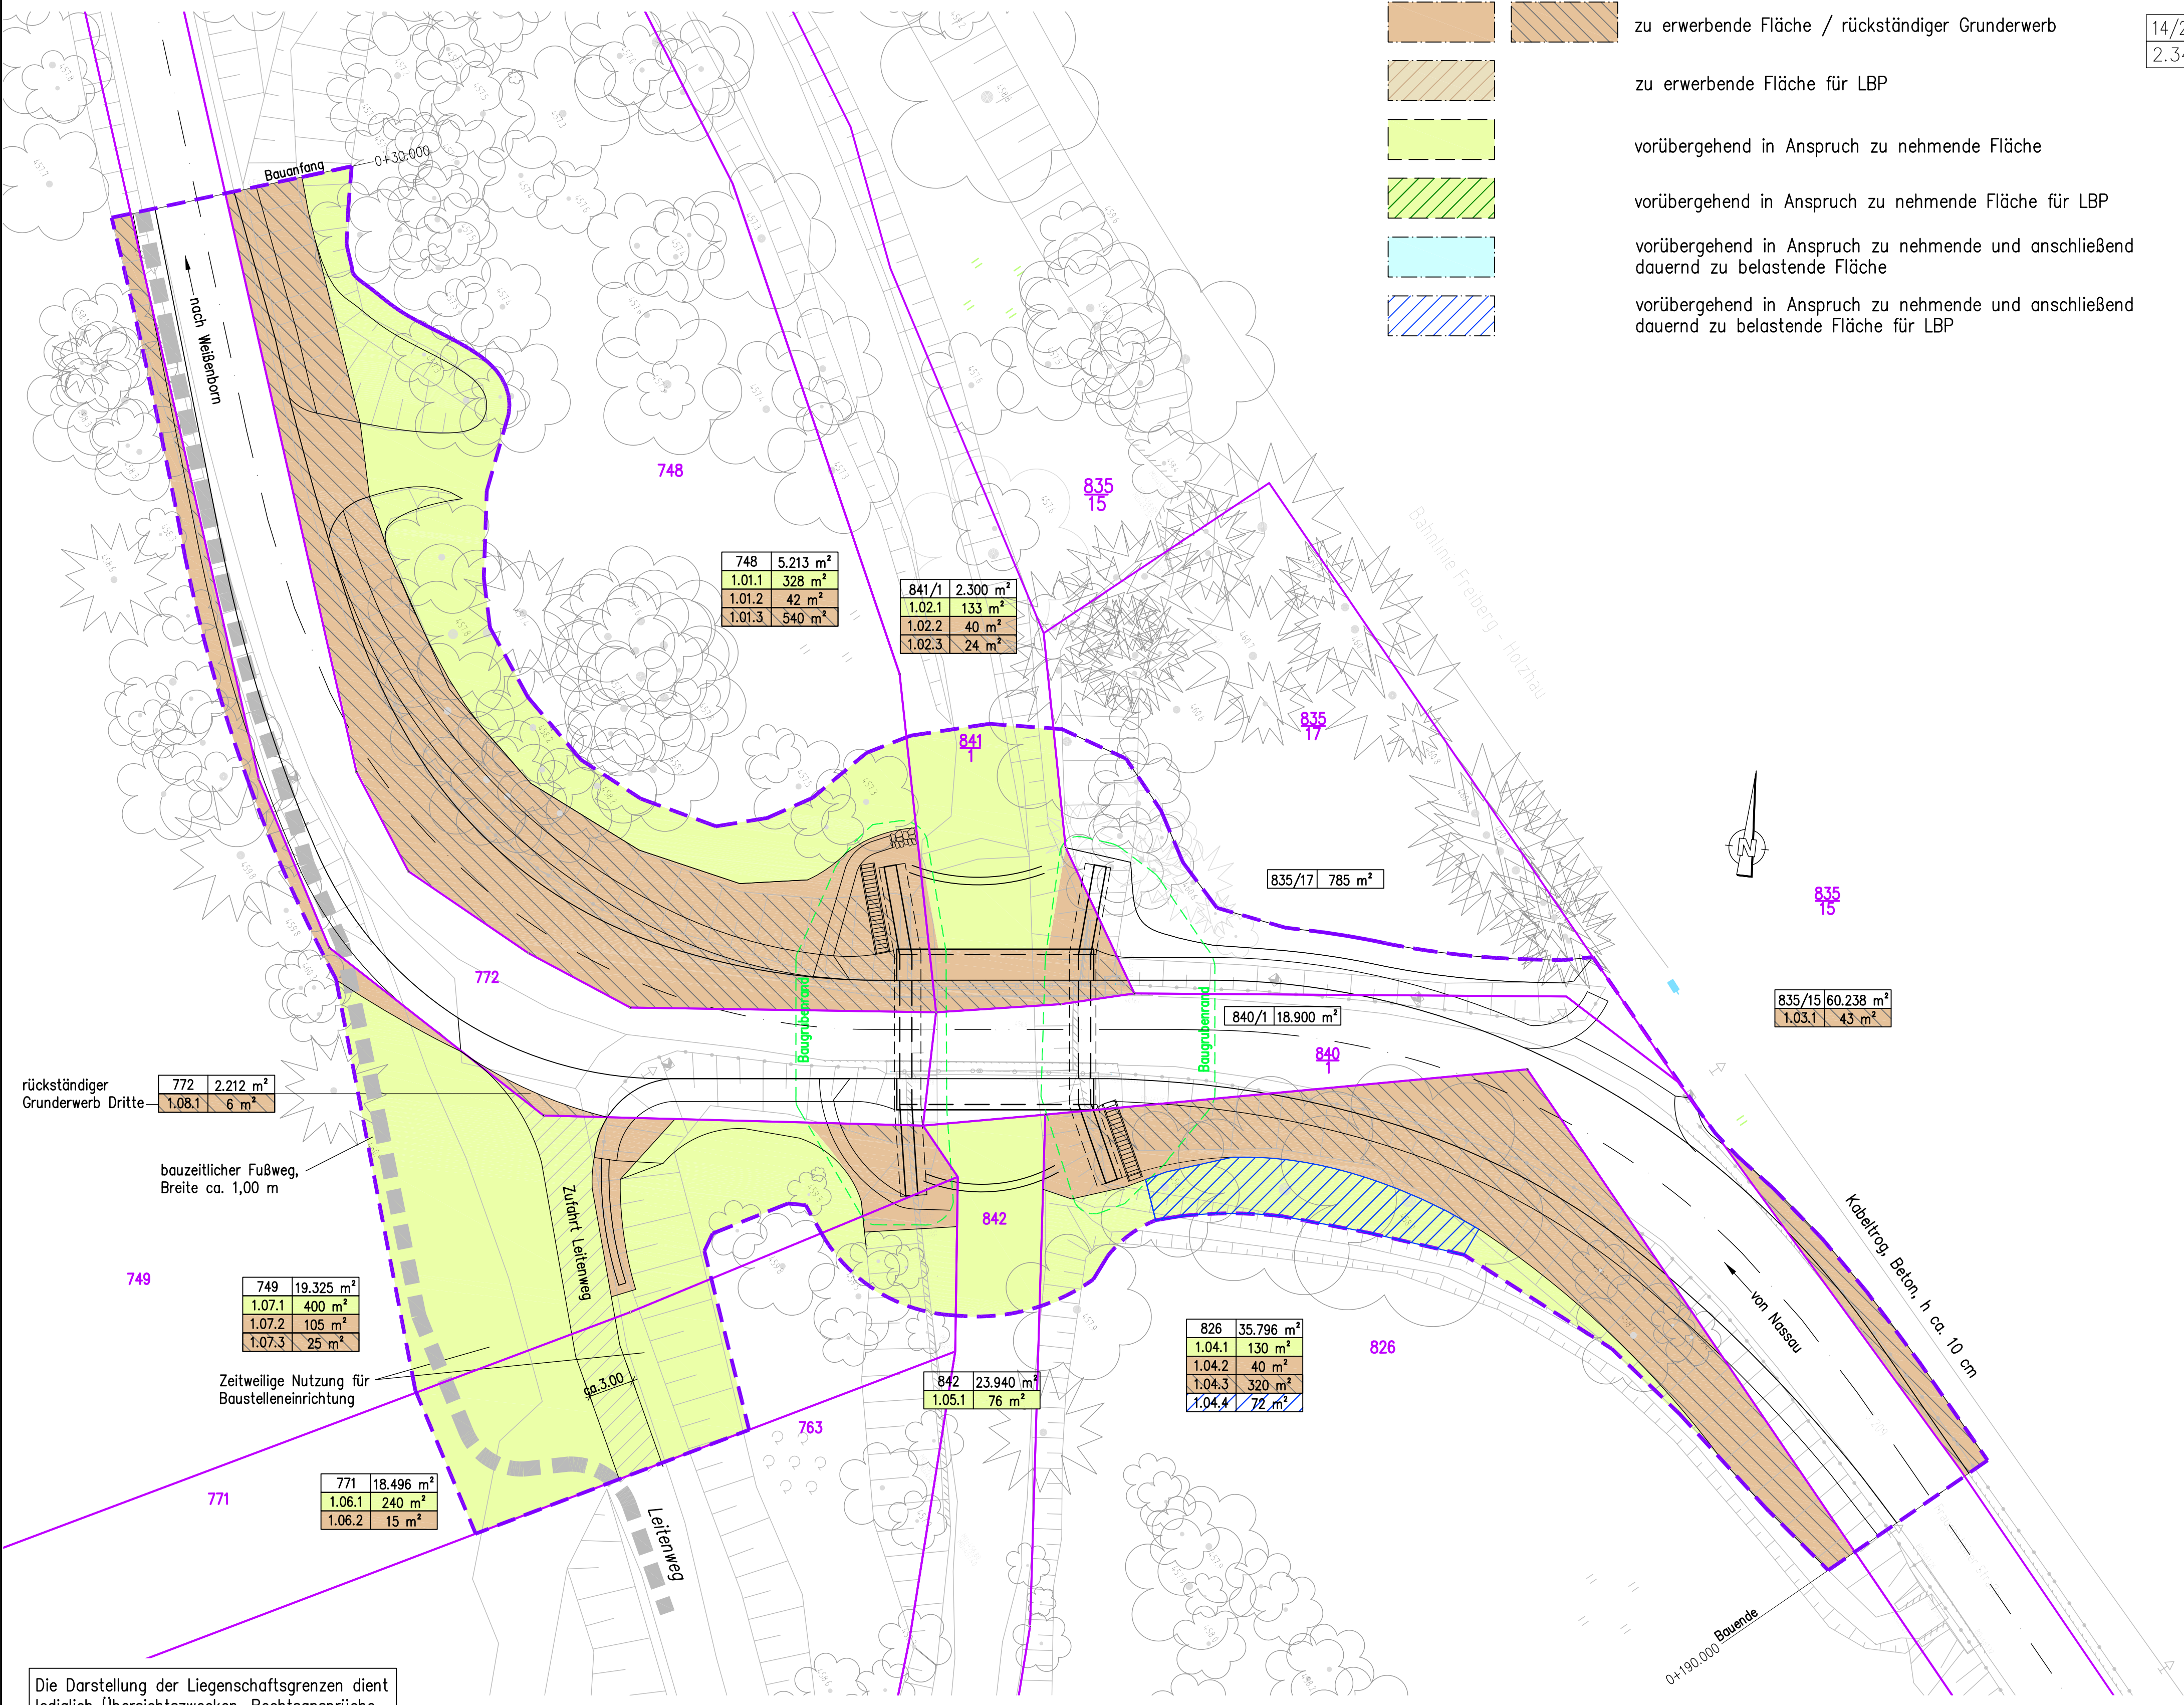 zu erwerbende Fläche / rückständiger Grunderwerb
zu erwerbende Fläche für LBP
vorübergehend in Anspruch zu nehmende Fläche
vorübergehend in Anspruch zu nehmende Fläche für LBP
vorübergehend in Anspruch zu nehmende und anschließend
dauernd zu belastende Fläche
vorübergehend in Anspruch zu nehmende und anschließend
dauernd zu belastende Fläche für LBP
Bauanfang
0+30.000
nach Weißenborn
748
835
15
Bahnlinie Freiberg - Holzhau
748 5.213 m²
1.01.1 328 m²
1.01.2 42 m²
1.01.3 540 m²
841/1 2.300 m²
1.02.1 133 m²
1.02.2 40 m²
1.02.3 24 m²
841
1
835
17
835/17 785 m²
N
835
15
772
Baugrubenrand
Baugrubenrand
840/1 18.900 m²
840
1
835/15 60.238 m²
1.03.1 43 m²
rückständiger
Grunderwerb Dritte
772 2.212 m²
1.08.1 6 m²
bauzeitlicher Fußweg,
Breite ca. 1,00 m
Zufahrt Leitenweg
842
749
749 19.325 m²
1.07.1 400 m²
1.07.2 105 m²
1.07.3 25 m²
Zeitweilige Nutzung für
Baustelleneinrichtung
ca.3.00
826 35.796 m²
1.04.1 130 m²
1.04.2 40 m²
1.04.3 320 m²
1.04.4 72 m²
826
von Nassau
Kabeltrog, Beton, h ca. 10 cm
842 23.940 m²
1.05.1 76 m²
763
771
771 18.496 m²
1.06.1 240 m²
1.06.2 15 m²
Leitenweg
0+190.000 Bauende
Die Darstellung der Liegenschaftsgrenzen dient
lediglich Übersichtszwecken. Rechtsansprüche